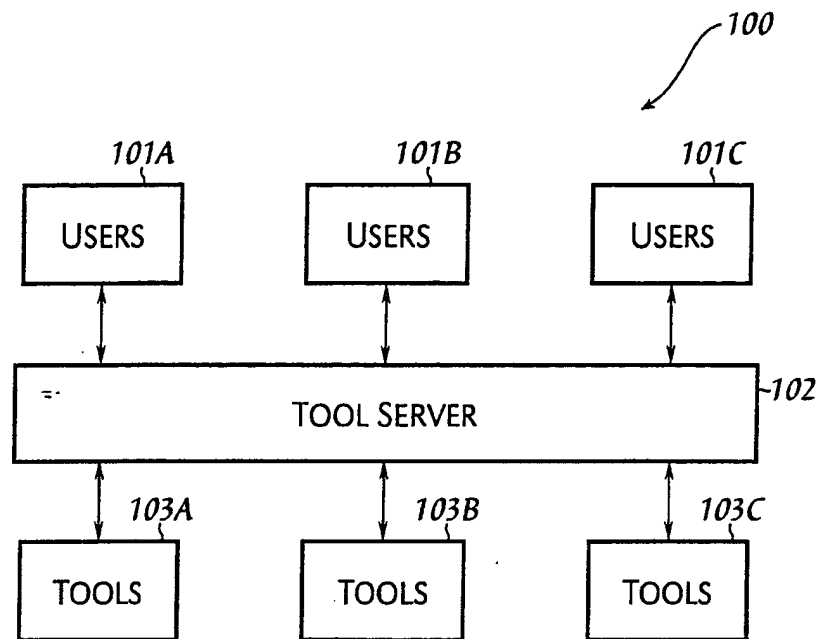 100
101A 101B 101C
USERS USERS USERS
102
TOOL SERVER
103A 103B 103C
TOOLS TOOLS TOOLS